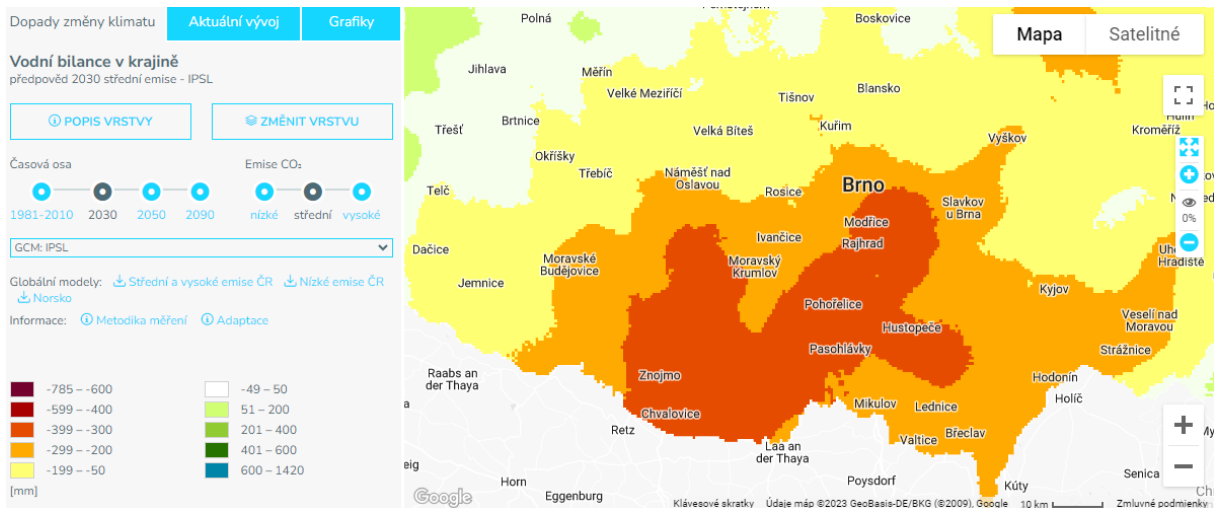 Dopady změny klimatu
Aktuální vývoj
Grafiky
Vodní bilance v krajině
předpověd 2030 střední emise - IPSL
POPIS VRSTVY
ZMĚNIT VRSTVU
Časová osa
Emise CO₂
1981-2010 2030 2050 2090
nízké střední vysoké
GCM: IPSL
Globální modely: Střední a vysoké emise ČR Nízké emise ČR
Norsko
Informace: Metodika měření Adaptace
-785 – -600
-599 – -400
-399 – -300
-299 – -200
-199 – -50
[mm]
-49 – 50
51 – 200
201 – 400
401 – 600
600 – 1420
Mapa
Satelitné
Polná
Boskovice
Jihlava
Měřín
Velké Meziříčí
Tišnov
Blansko
Třešť
Brtnice
Velká Bíteš
Kuřim
Vyškov
Kroměříž
Okříšky
Třebíč
Náměšť nad
Oslavou
Rosice
Brno
Slavkov
u Brna
0%
Telč
Modřice
Dačice
Ivančice
Rajhrad
Moravské
Budějovice
Moravský
Krumlov
Jemnice
Kyjov
Pohořelice
Hustopeče
Veselí nad
Moravou
Pasohlávky
Strážnice
Raabs an
der Thaya
Znojmo
Hodonín
Holíč
Chvalovice
Mikulov
Lednice
Retz
Valtice
Břeclav
Laa an
der Thaya
Horn
Eggenburg
Poysdorf
Kúty
Senica
Google
Klávesové skratky
Údaje máp ©2023 GeoBasis-DE/BKG (©2009), Google
10 km
Zmluvné podmienky